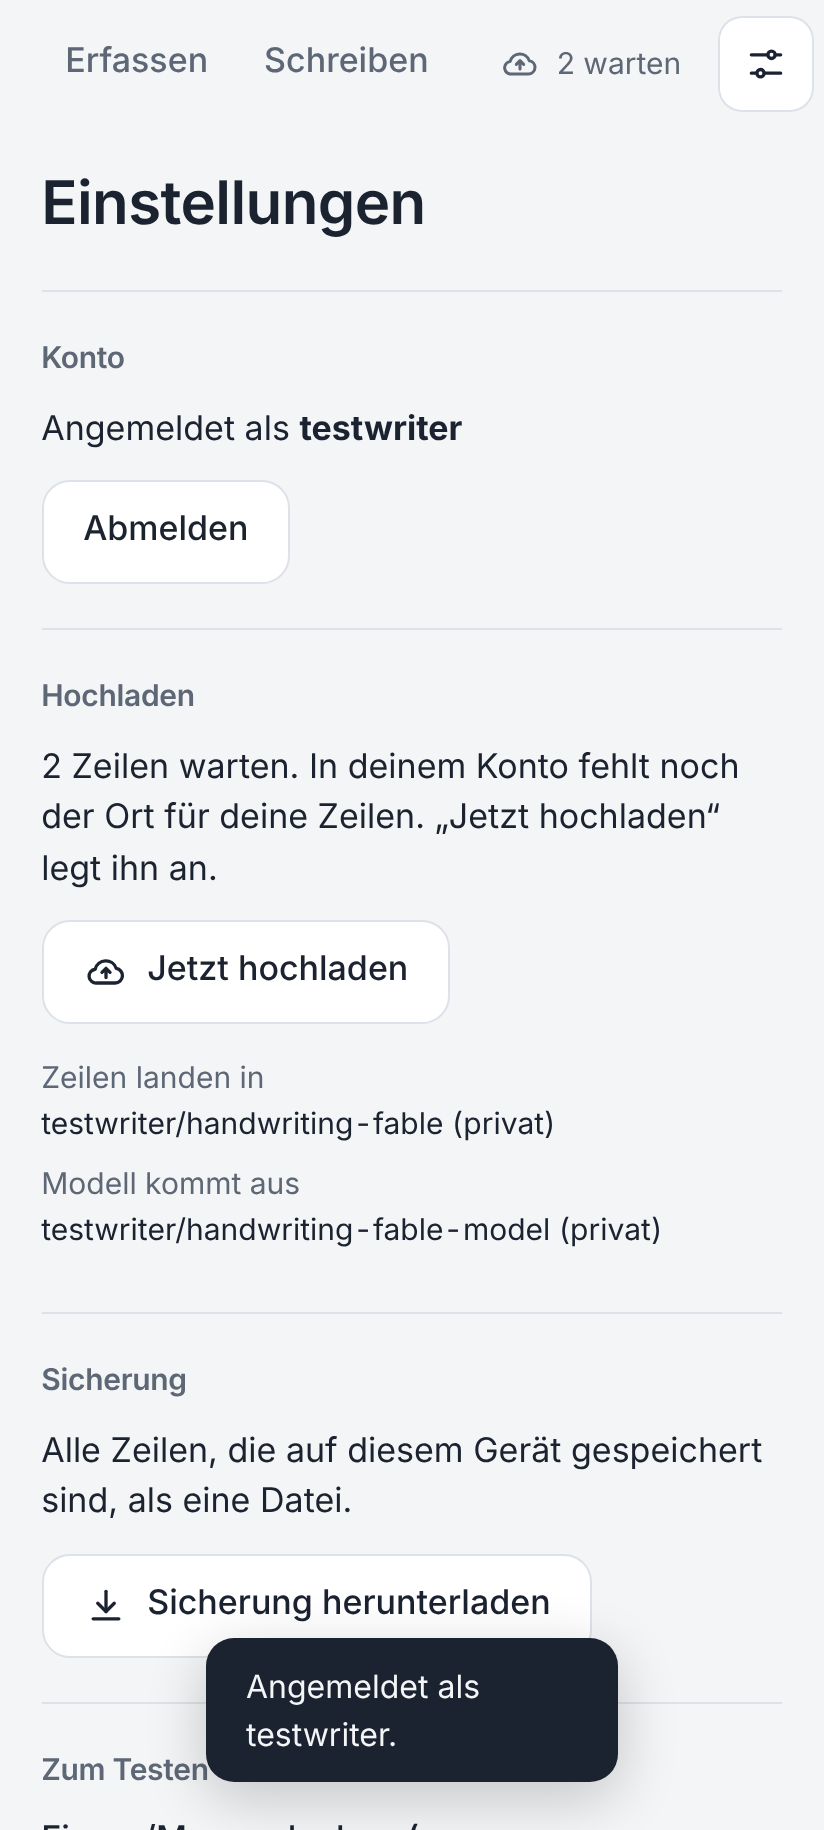 Erfassen Schreiben 2 warten
Einstellungen
Konto
Angemeldet als testwriter
Abmelden
Hochladen
2 Zeilen warten. In deinem Konto fehlt noch
der Ort für deine Zeilen. „Jetzt hochladen“
legt ihn an.
Jetzt hochladen
Zeilen landen in
testwriter/handwriting-fable (privat)
Modell kommt aus
testwriter/handwriting-fable-model (privat)
Sicherung
Alle Zeilen, die auf diesem Gerät gespeichert
sind, als eine Datei.
Sicherung herunterladen
Angemeldet als
testwriter.
Zum Testen